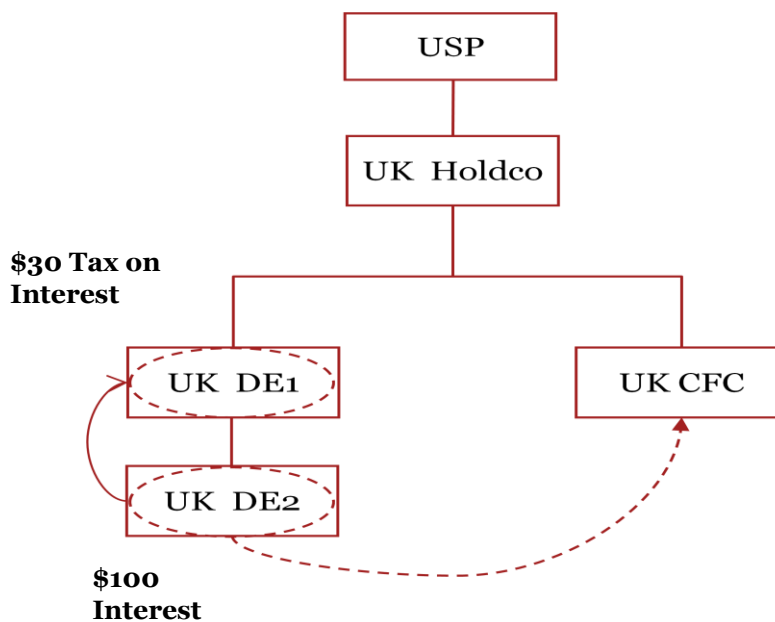 USP
UK Holdco
$30 Tax on
Interest
UK DE1
UK CFC
UK DE2
$100
Interest